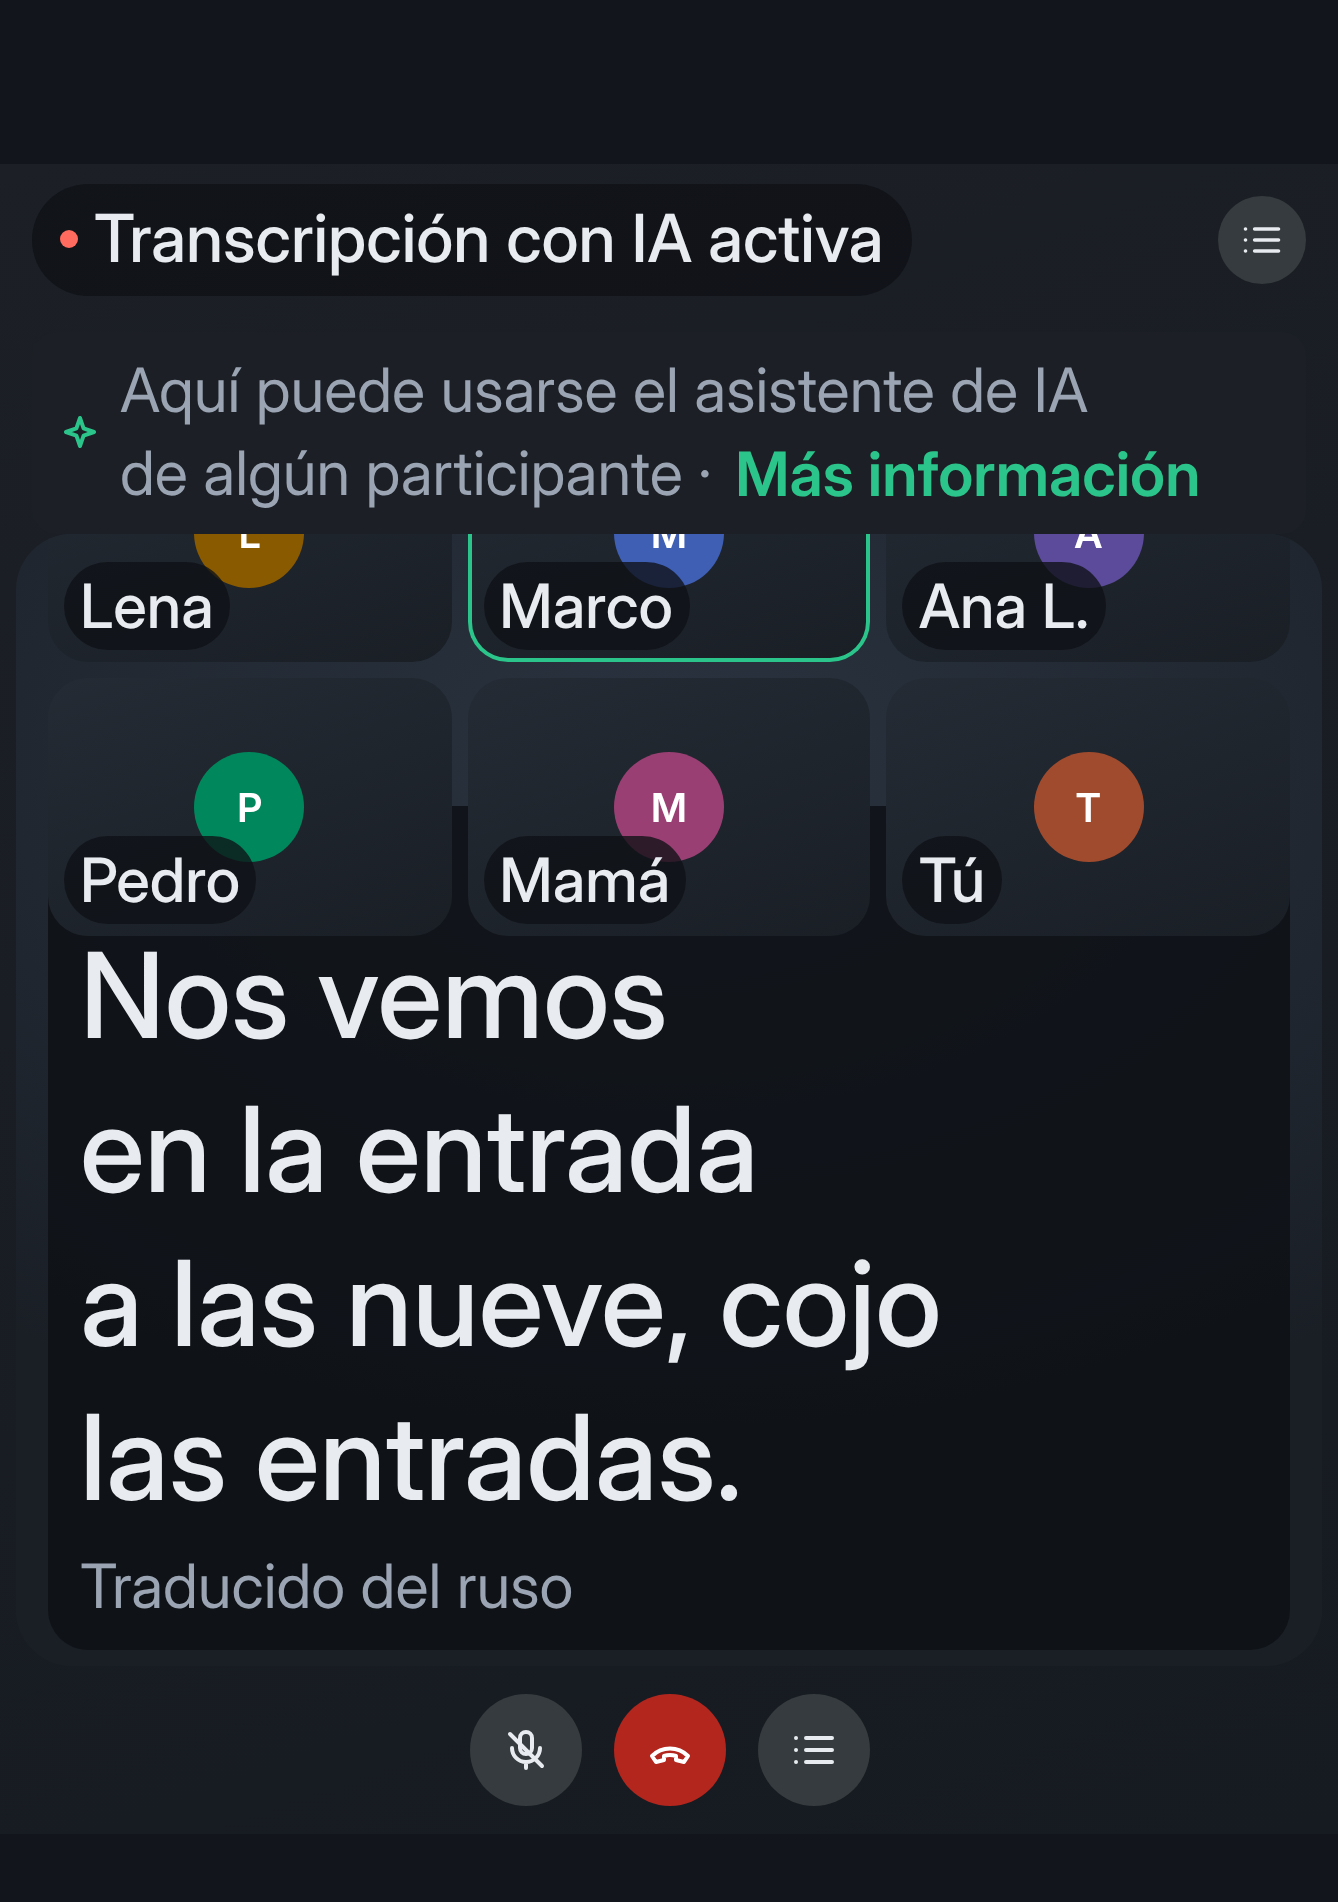 Transcripción con IA activa
Aquí puede usarse el asistente de IA
de algún participante · Más información
L
M
A
Lena
Marco
Ana L.
P
M
T
Pedro
Mamá
Tú
Nos vemos
en la entrada
a las nueve, cojo
las entradas.
Traducido del ruso